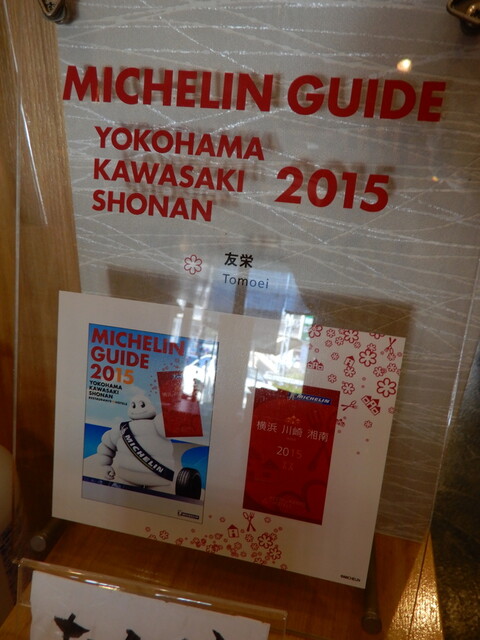 MICHELIN GUIDE
YOKOHAMA
KAWASAKI
SHONAN
2015
友栄
Tomoei
MICHELIN
GUIDE
2015
YOKOHAMA
KAWASAKI
SHONAN
MICHELIN
MICHELIN
横浜 川崎 湘南
2015